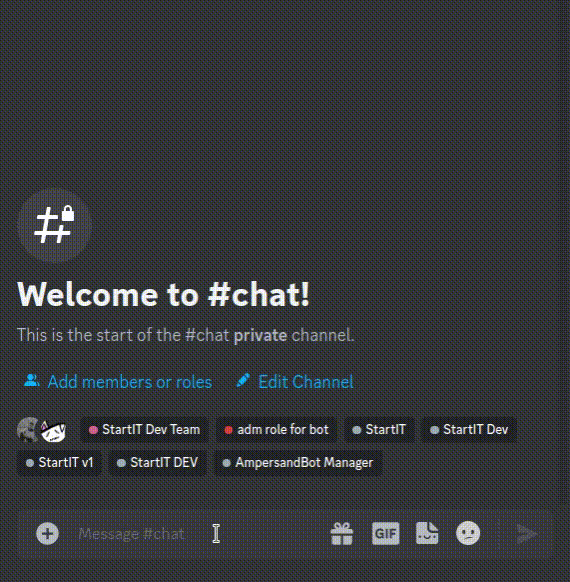 Welcome to #chat!
This is the start of the #chat private channel.
Add members or roles Edit Channel
StartIT Dev Team adm role for bot StartIT StartIT Dev
StartIT v1 StartIT DEV AmpersandBot Manager
Message #chat GIF